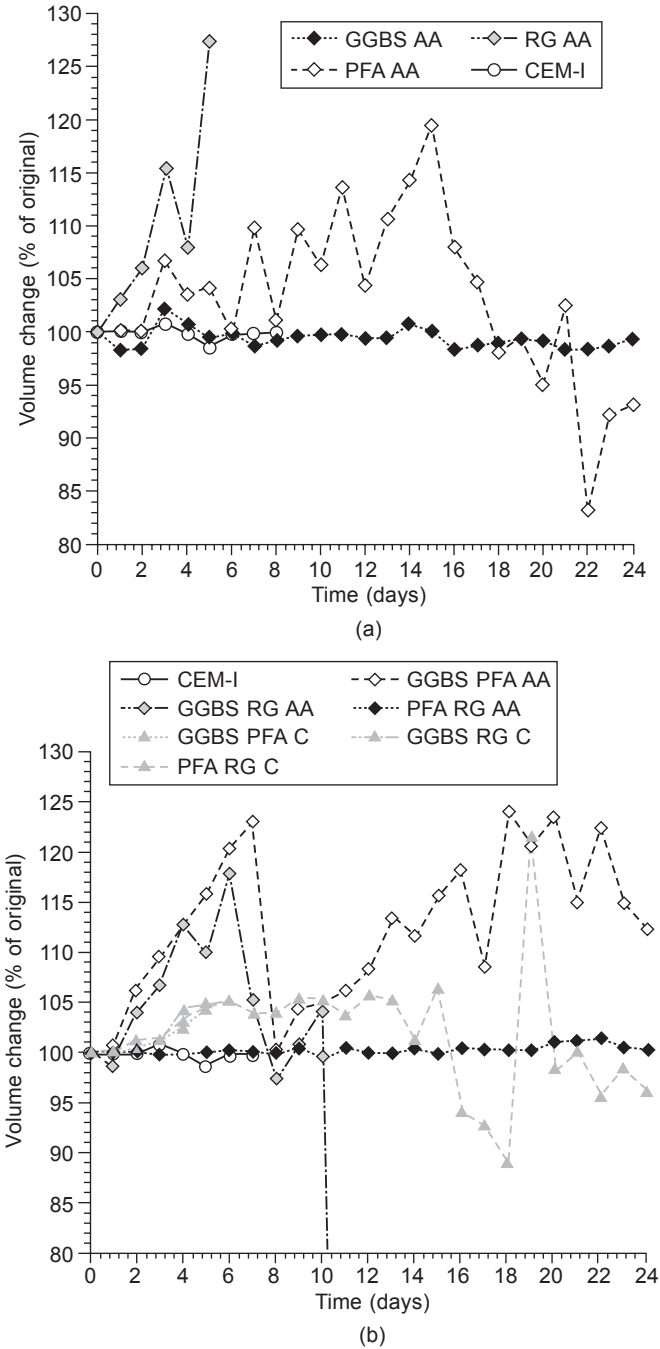 130
125
120
115
110
105
100
95
90
85
80
Volume change (% of original)
GGBS AA RG AA
PFA AA CEM-I
0 2 4 6 8 10 12 14 16 18 20 22 24
Time (days)
(a)
CEM-I GGBS PFA AA
GGBS RG AA PFA RG AA
GGBS PFA C GGBS RG C
PFA RG C
130
125
120
115
110
105
100
95
90
85
80
Volume change (% of original)
0 2 4 6 8 10 12 14 16 18 20 22 24
Time (days)
(b)